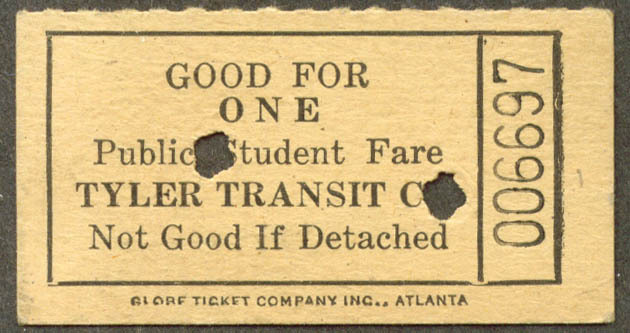 GOOD FOR
ONE
Public Student Fare
TYLER TRANSIT C
Not Good If Detached
GLOBE TICKET COMPANY INC., ATLANTA
006697